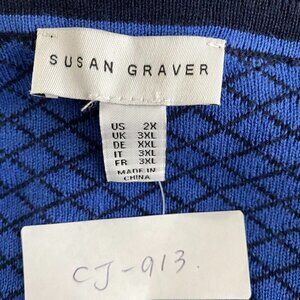 SUSAN GRAVER
US 2X
UK 3XL
DE XXL
IT 3XL
FR 3XL
MADE IN
CHINA
CJ-913.